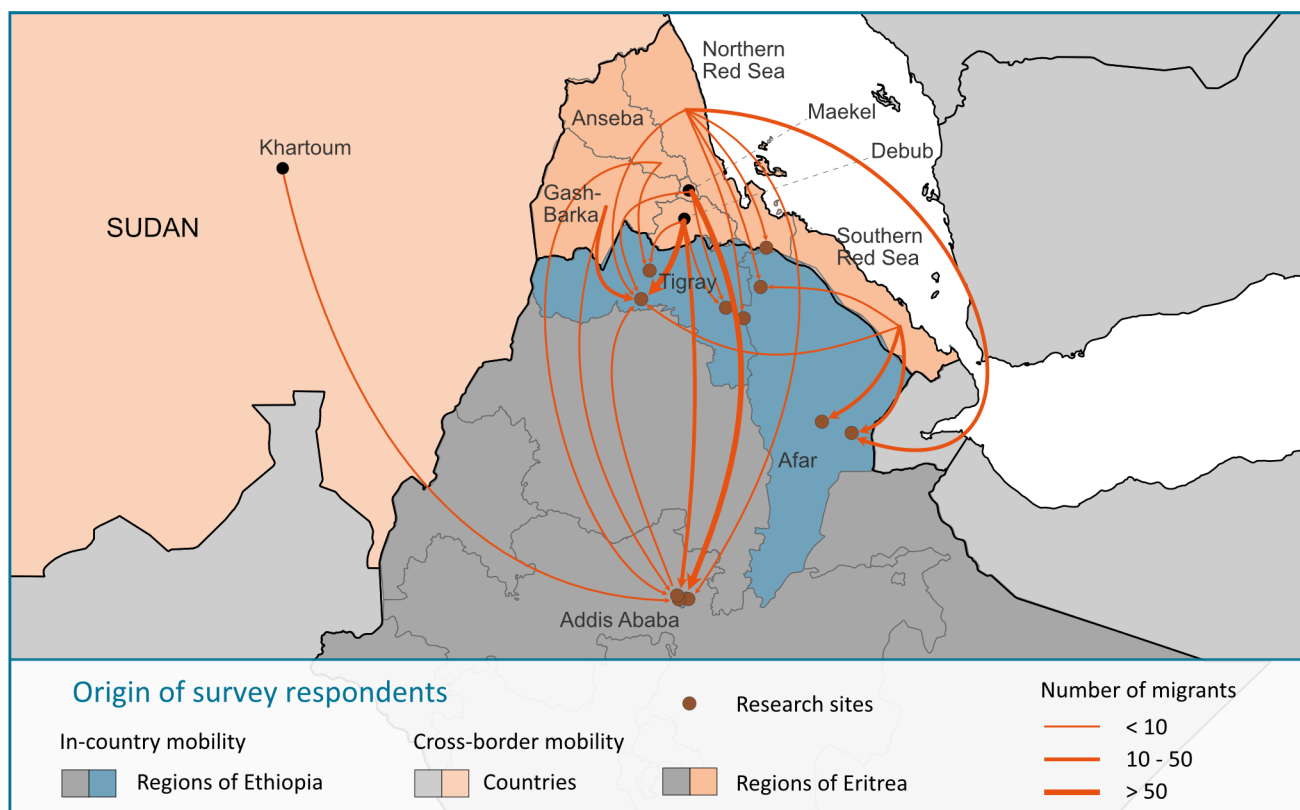 Northern
Red Sea
Maekel
Anseba
Debub
Khartoum
Gash-
Barka
SUDAN
Southern
Red Sea
Tigray
Afar
Addis Ababa
Origin of survey respondents
Research sites
Number of migrants
< 10
In-country mobility
Cross-border mobility
10 - 50
Regions of Ethiopia
Countries
Regions of Eritrea
> 50